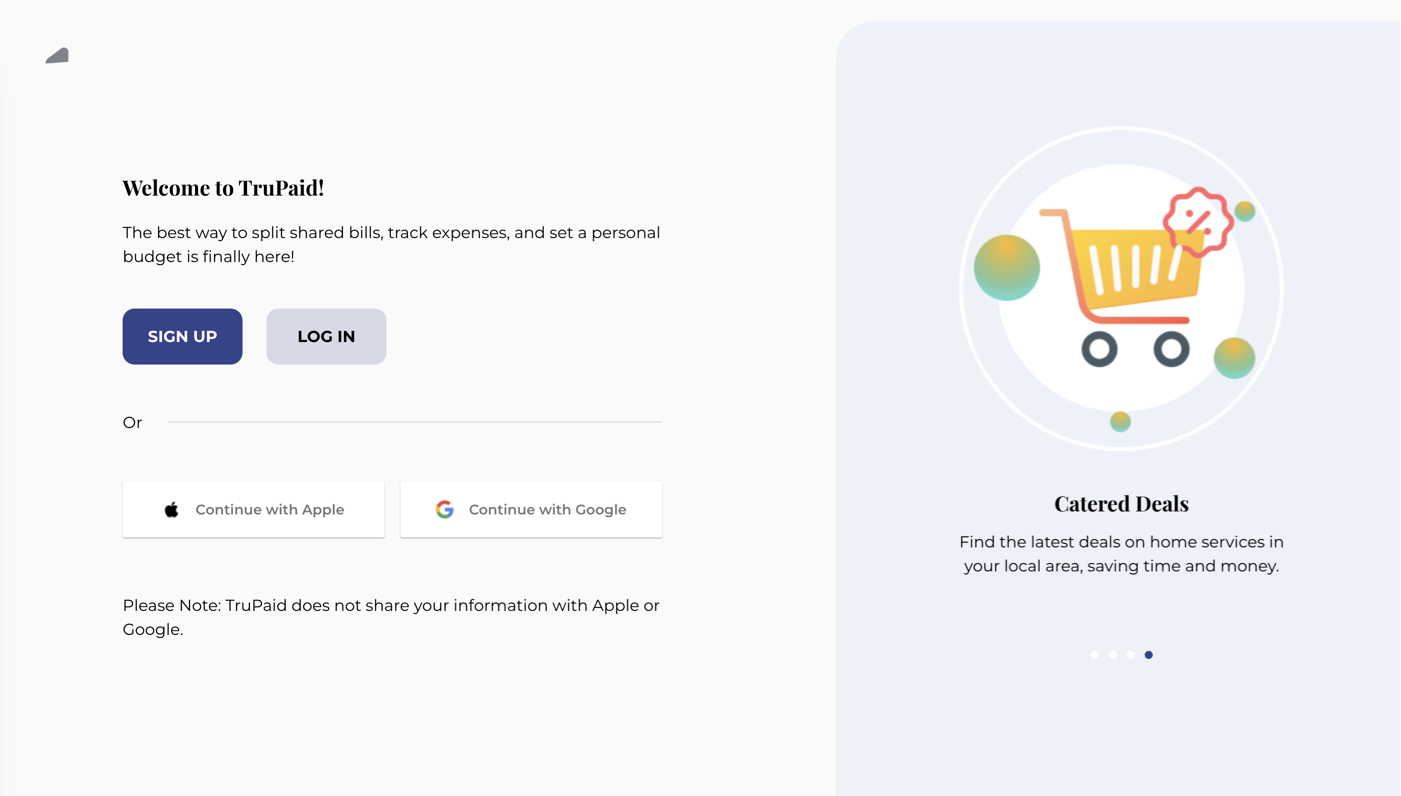 Welcome to TruPaid!
The best way to split shared bills, track expenses, and set a personal
budget is finally here!
SIGN UP
LOG IN
Or
Continue with Apple
Continue with Google
Please Note: TruPaid does not share your information with Apple or
Google.
Catered Deals
Find the latest deals on home services in
your local area, saving time and money.